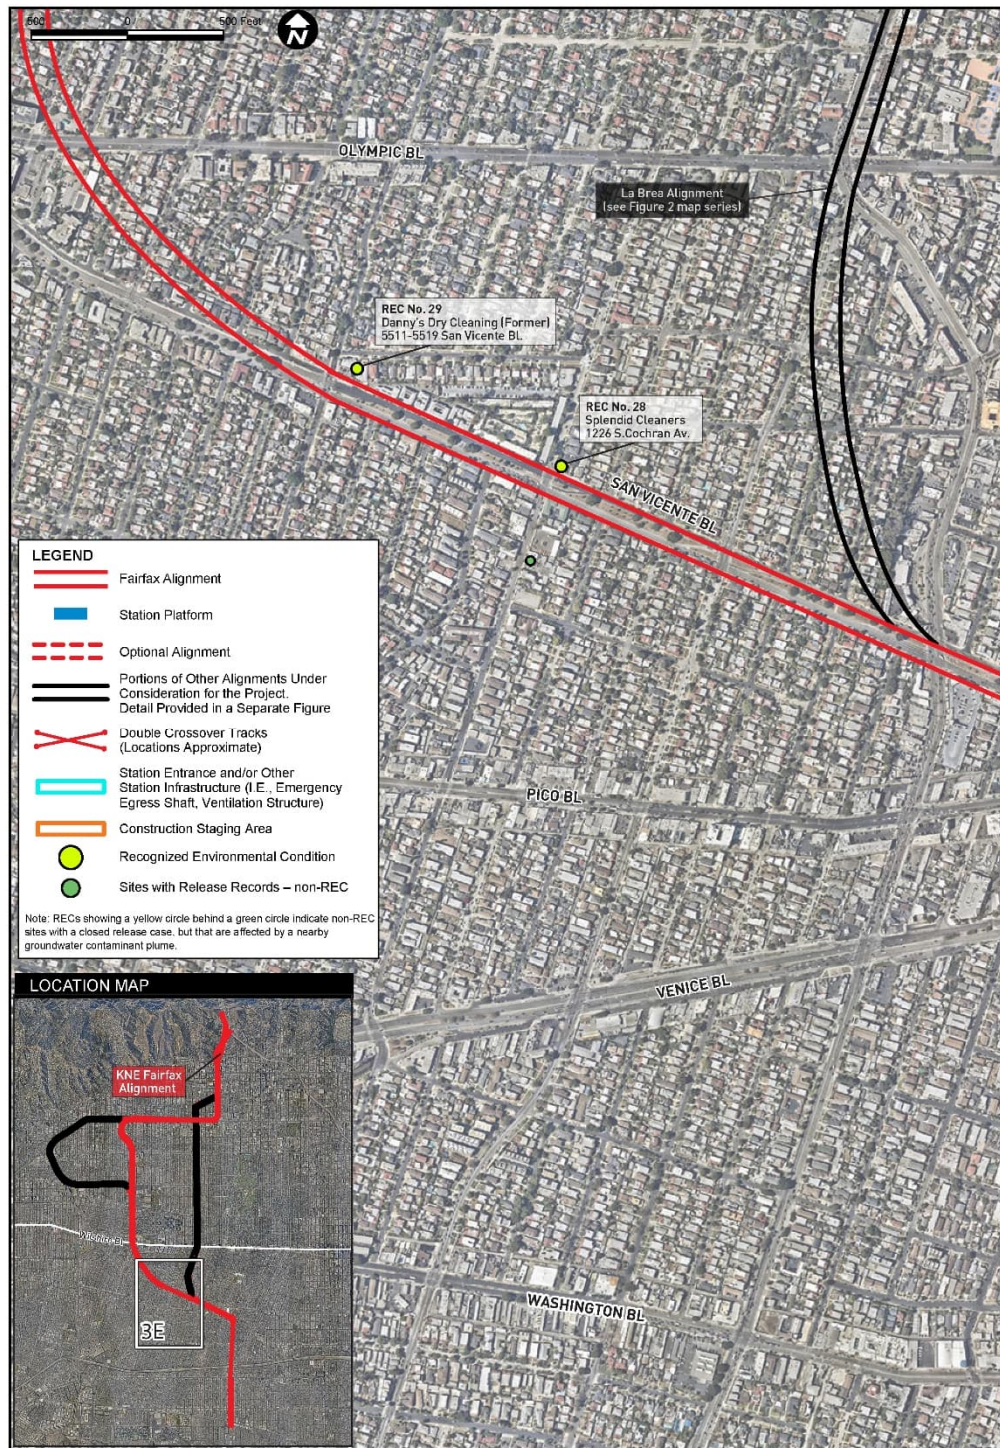 500 0 500 Feet
N
OLYMPIC BL
La Brea Alignment
(see Figure 2 map series)
REC No. 29
Danny's Dry Cleaning (Former)
5511-5519 San Vicente Bl.
REC No. 28
Splendid Cleaners
1226 S.Cochran Av.
SAN VICENTE BL
LEGEND
Fairfax Alignment
Station Platform
Optional Alignment
Portions of Other Alignments Under
Consideration for the Project.
Detail Provided in a Separate Figure
Double Crossover Tracks
(Locations Approximate)
Station Entrance and/or Other
Station Infrastructure (I.E., Emergency
Egress Shaft, Ventilation Structure)
Construction Staging Area
Recognized Environmental Condition
Sites with Release Records – non-REC
Note: RECs showing a yellow circle behind a green circle indicate non-REC
sites with a closed release case, but that are affected by a nearby
groundwater contaminant plume.
PICO BL
VENICE BL
WASHINGTON BL
LOCATION MAP
KNE Fairfax
Alignment
Wilshire BL
3E